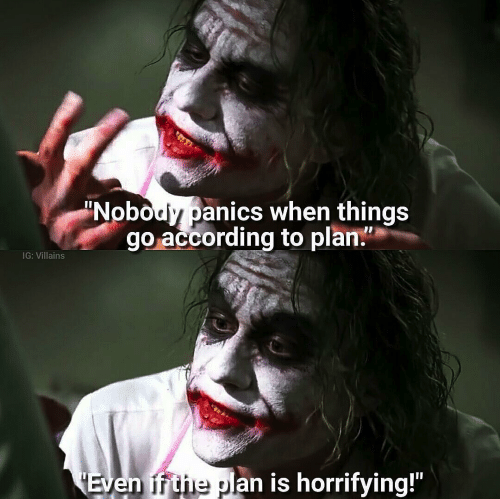 "Nobody panics when things
go according to plan."
IG: Villains
"Even if the plan is horrifying!"